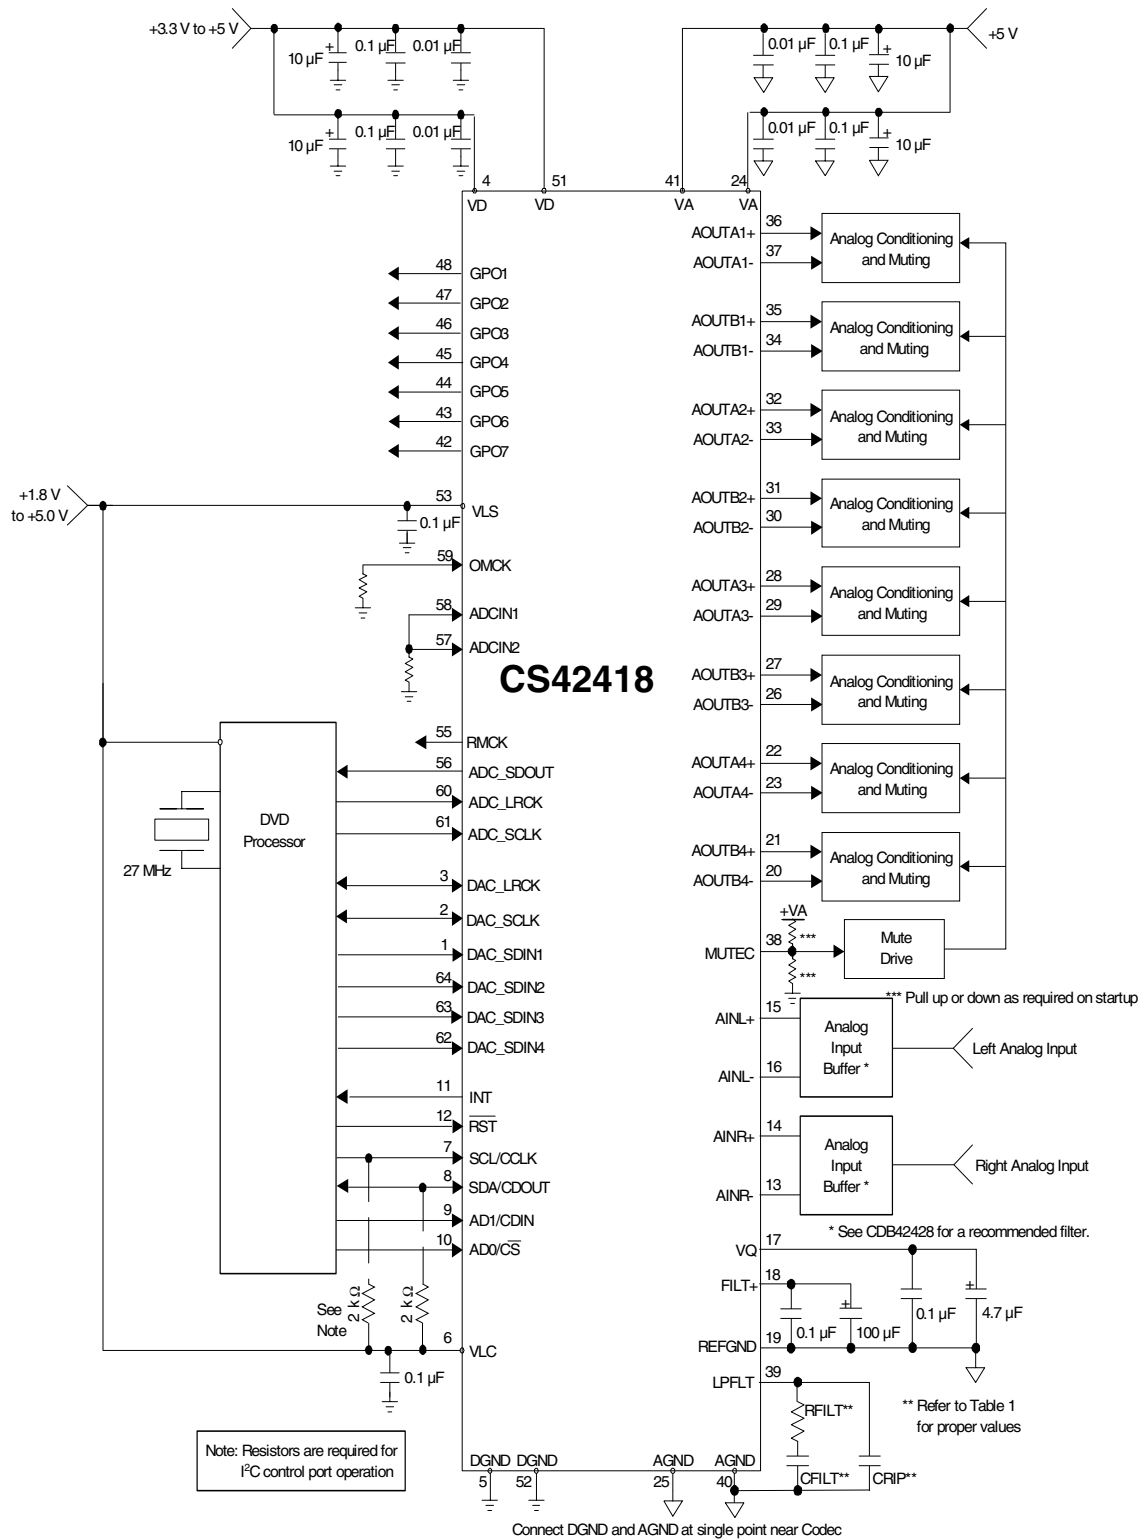 +3.3 V to +5 V
+5 V
10 µF
+
0.1 µF
0.01 µF
0.01 µF
0.1 µF
+
10 µF
10 µF
+
0.1 µF
0.01 µF
0.01 µF
0.1 µF
+
10 µF
4
51
41
24
VD
VD
VA
VA
48
GPO1
47
GPO2
46
GPO3
45
GPO4
44
GPO5
43
GPO6
42
GPO7
+1.8 V
to +5.0 V
53
VLS
0.1 µF
59
OMCK
58
ADCIN1
57
ADCIN2
CS42418
55
RMCK
56
ADC_SDOUT
60
ADC_LRCK
61
ADC_SCLK
DVD
Processor
27 MHz
3
DAC_LRCK
2
DAC_SCLK
1
DAC_SDIN1
64
DAC_SDIN2
63
DAC_SDIN3
62
DAC_SDIN4
11
INT
12
RST
7
SCL/CCLK
8
SDA/CDOUT
9
AD1/CDIN
10
AD0/CS
See
Note
2 kΩ
2 kΩ
6
VLC
0.1 µF
Note: Resistors are required for
I²C control port operation
AOUTA1+
36
AOUTA1-
37
Analog Conditioning
and Muting
AOUTB1+
35
AOUTB1-
34
Analog Conditioning
and Muting
AOUTA2+
32
AOUTA2-
33
Analog Conditioning
and Muting
AOUTB2+
31
AOUTB2-
30
Analog Conditioning
and Muting
AOUTA3+
28
AOUTA3-
29
Analog Conditioning
and Muting
AOUTB3+
27
AOUTB3-
26
Analog Conditioning
and Muting
AOUTA4+
22
AOUTA4-
23
Analog Conditioning
and Muting
AOUTB4+
21
AOUTB4-
20
Analog Conditioning
and Muting
+VA
***
MUTEC
38
***
Mute
Drive
*** Pull up or down as required on startup
AINL+
15
AINL-
16
Analog
Input
Buffer *
Left Analog Input
AINR+
14
AINR-
13
Analog
Input
Buffer *
Right Analog Input
* See CDB42428 for a recommended filter.
VQ
17
FILT+
18
0.1 µF
+
100 µF
0.1 µF
+
4.7 µF
REFGND
19
LPFLT
39
RFILT**
CFILT**
CRIP**
** Refer to Table 1
for proper values
DGND
DGND
AGND
AGND
5
52
25
40
Connect DGND and AGND at single point near Codec